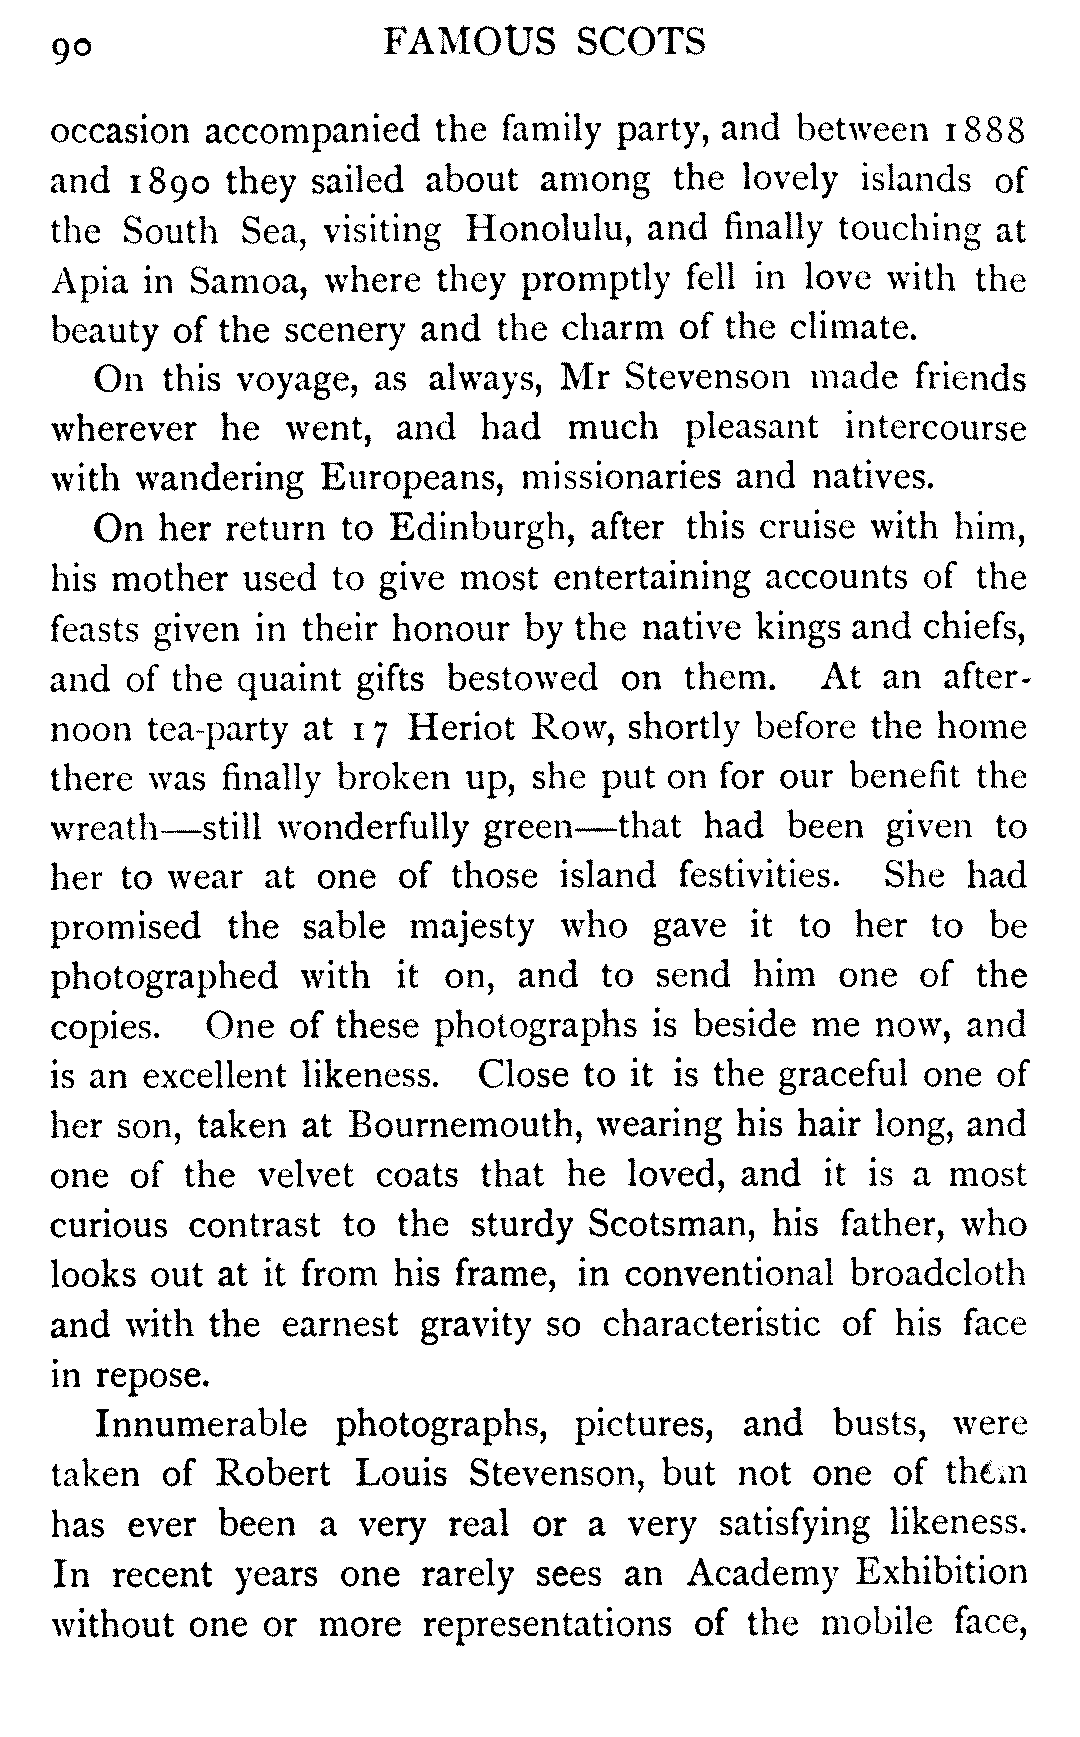 90 FAMOUS SCOTS
occasion accompanied the family party, and between 1888
and 1890 they sailed about among the lovely islands of
the South Sea, visiting Honolulu, and finally touching at
Apia in Samoa, where they promptly fell in love with the
beauty of the scenery and the charm of the climate.
On this voyage, as always, Mr Stevenson made friends
wherever he went, and had much pleasant intercourse
with wandering Europeans, missionaries and natives.
On her return to Edinburgh, after this cruise with him,
his mother used to give most entertaining accounts of the
feasts given in their honour by the native kings and chiefs,
and of the quaint gifts bestowed on them. At an after-
noon tea-party at 17 Heriot Row, shortly before the home
there was finally broken up, she put on for our benefit the
wreath—still wonderfully green—that had been given to
her to wear at one of those island festivities. She had
promised the sable majesty who gave it to her to be
photographed with it on, and to send him one of the
copies. One of these photographs is beside me now, and
is an excellent likeness. Close to it is the graceful one of
her son, taken at Bournemouth, wearing his hair long, and
one of the velvet coats that he loved, and it is a most
curious contrast to the sturdy Scotsman, his father, who
looks out at it from his frame, in conventional broadcloth
and with the earnest gravity so characteristic of his face
in repose.
Innumerable photographs, pictures, and busts, were
taken of Robert Louis Stevenson, but not one of them
has ever been a very real or a very satisfying likeness.
In recent years one rarely sees an Academy Exhibition
without one or more representations of the mobile face,